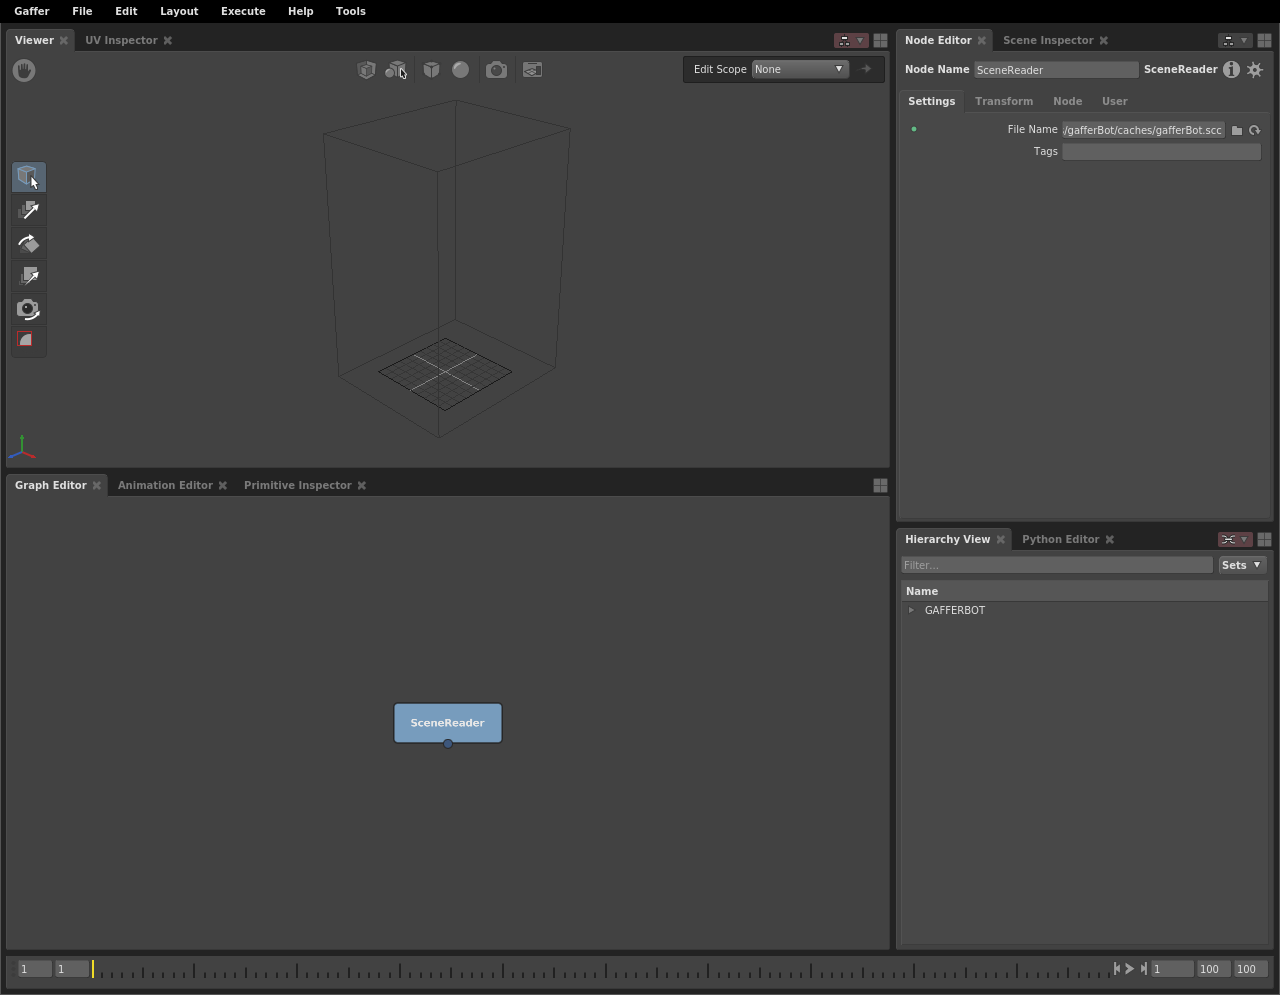 Gaffer File Edit Layout Execute Help Tools
Viewer UV Inspector
Edit Scope None
Node Editor Scene Inspector
Node Name SceneReader SceneReader
Settings Transform Node User
File Name /gafferBot/caches/gafferBot.scc
Tags
Graph Editor Animation Editor Primitive Inspector
SceneReader
Hierarchy View Python Editor
Filter... Sets
Name
GAFFERBOT
1 1 1 100 100